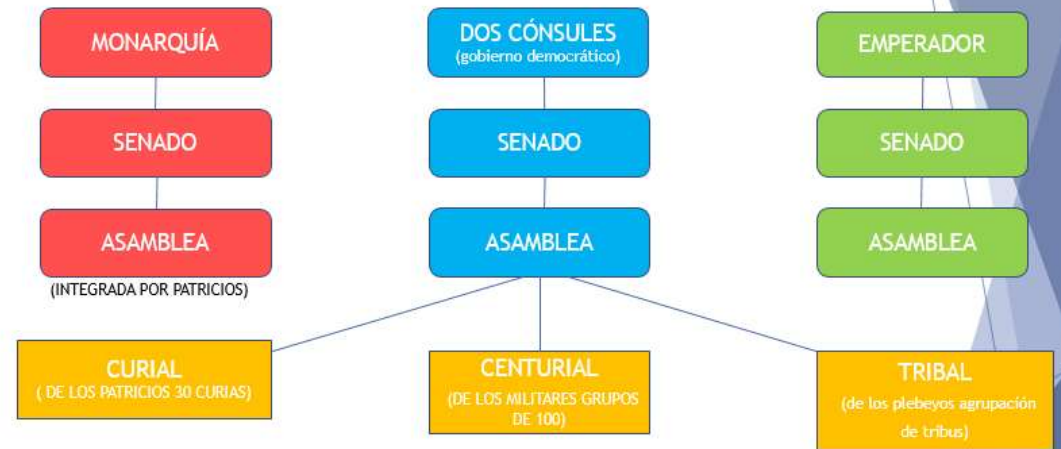 MONARQUÍA
SENADO
ASAMBLEA
(INTEGRADA POR PATRICIOS)
DOS CÓNSULES
(gobierno democrático)
SENADO
ASAMBLEA
EMPERADOR
SENADO
ASAMBLEA
CURIAL
( DE LOS PATRICIOS 30 CURIAS)
CENTURIAL
(DE LOS MILITARES GRUPOS
DE 100)
TRIBAL
(de los plebeyos agrupación
de tribus)